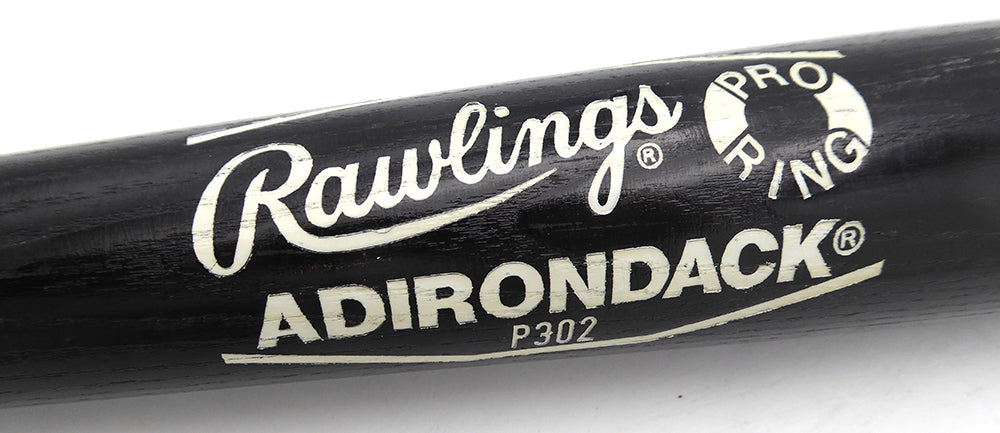 Rawlings®
PRO
RING
ADIRONDACK®
P302